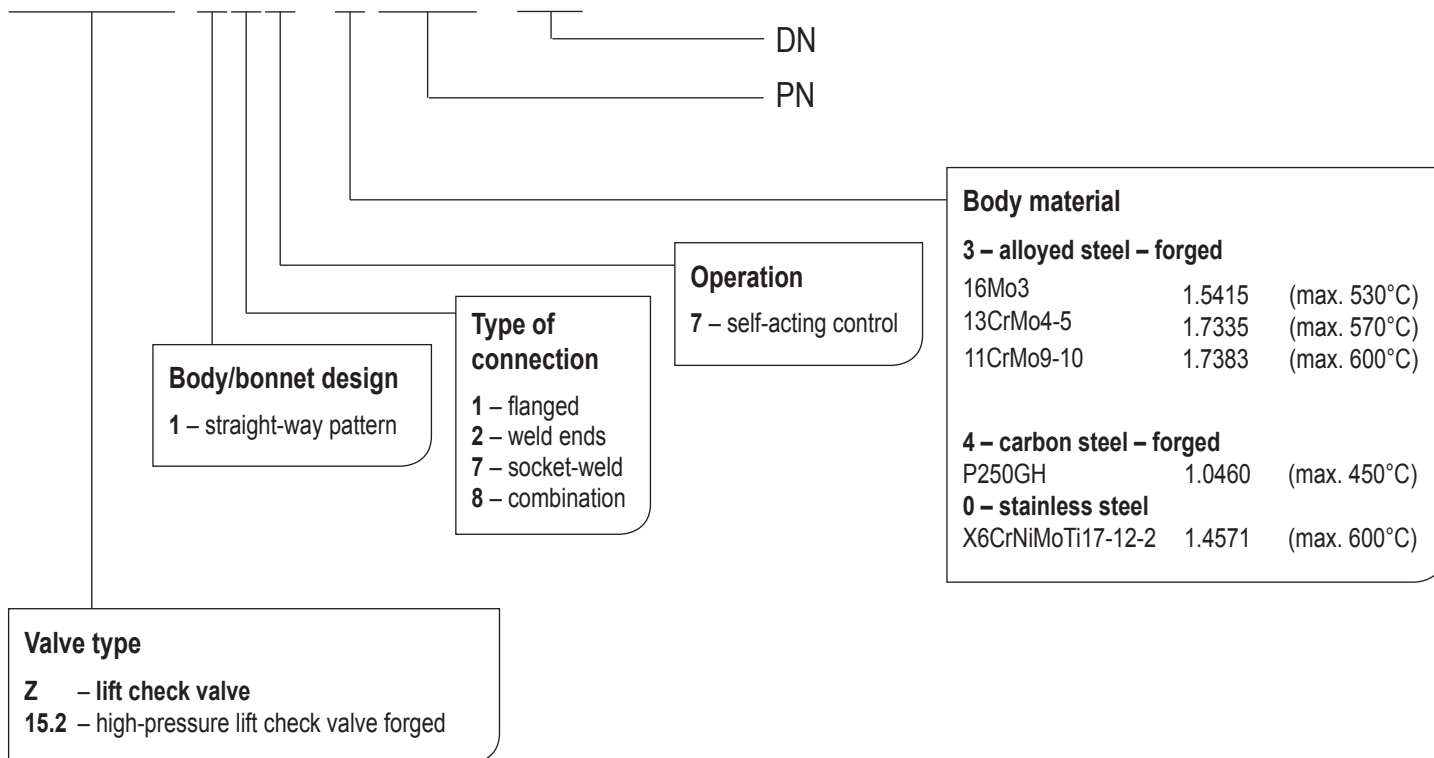 DN
PN
Body material
3 – alloyed steel – forged
16Mo3 1.5415 (max. 530°C)
13CrMo4-5 1.7335 (max. 570°C)
11CrMo9-10 1.7383 (max. 600°C)
4 – carbon steel – forged
P250GH 1.0460 (max. 450°C)
0 – stainless steel
X6CrNiMoTi17-12-2 1.4571 (max. 600°C)
Operation
7 – self-acting control
Type of
connection
1 – flanged
2 – weld ends
7 – socket-weld
8 – combination
Body/bonnet design
1 – straight-way pattern
Valve type
Z – lift check valve
15.2 – high-pressure lift check valve forged